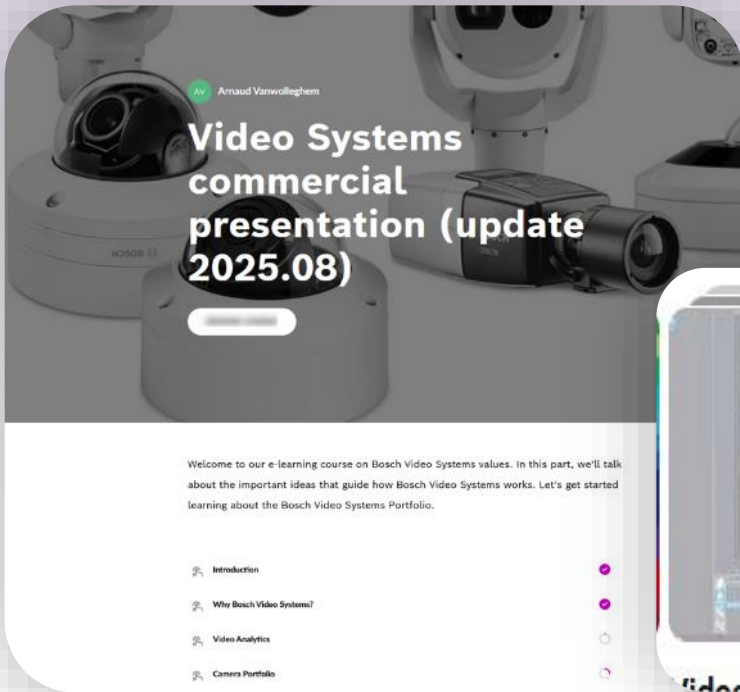 AV Arnaud Vanwolleghem
Video Systems
commercial
presentation (update
2025.08)
BOSCH
Welcome to our e-learning course on Bosch Video Systems values. In this part, we'll talk
about the important ideas that guide how Bosch Video Systems works. Let's get started
learning about the Bosch Video Systems Portfolio.
Introduction
Why Bosch Video Systems?
Video Analytics
Camera Portfolio